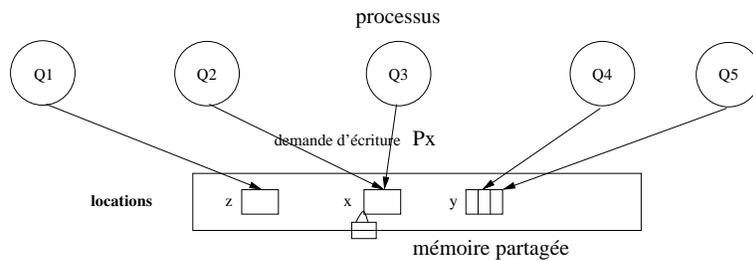 processus
Q1 Q2 Q3 Q4 Q5
demande d'écriture Px
locations z x y
mémoire partagée